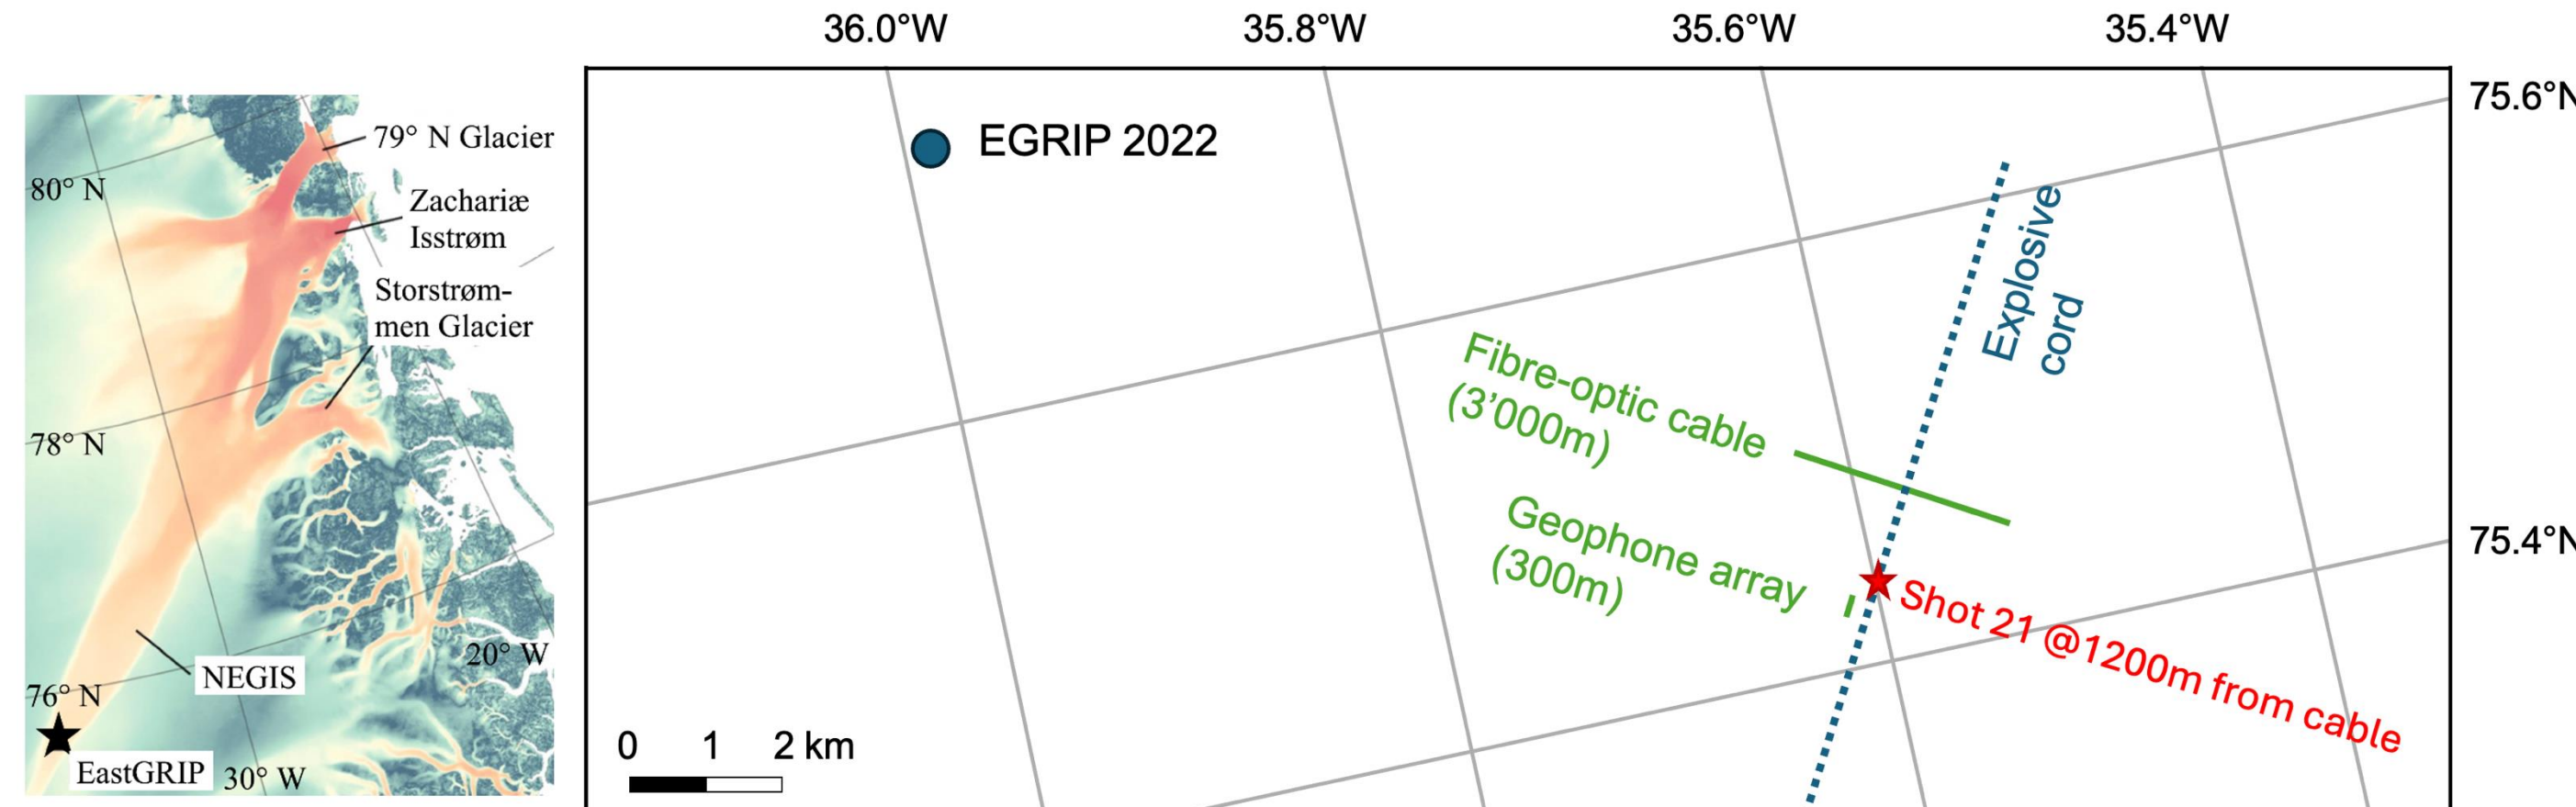 79° N Glacier
80° N
Zachariæ
Isstrøm
Storstrøm-
men Glacier
78° N
20° W
NEGIS
76° N
EastGRIP
30° W
36.0°W
35.8°W
35.6°W
35.4°W
75.6°N
EGRIP 2022
Explosive
cord
Fibre-optic cable
(3’000m)
Geophone array
(300m)
75.4°N
Shot 21 @1200m from cable
0 1 2 km